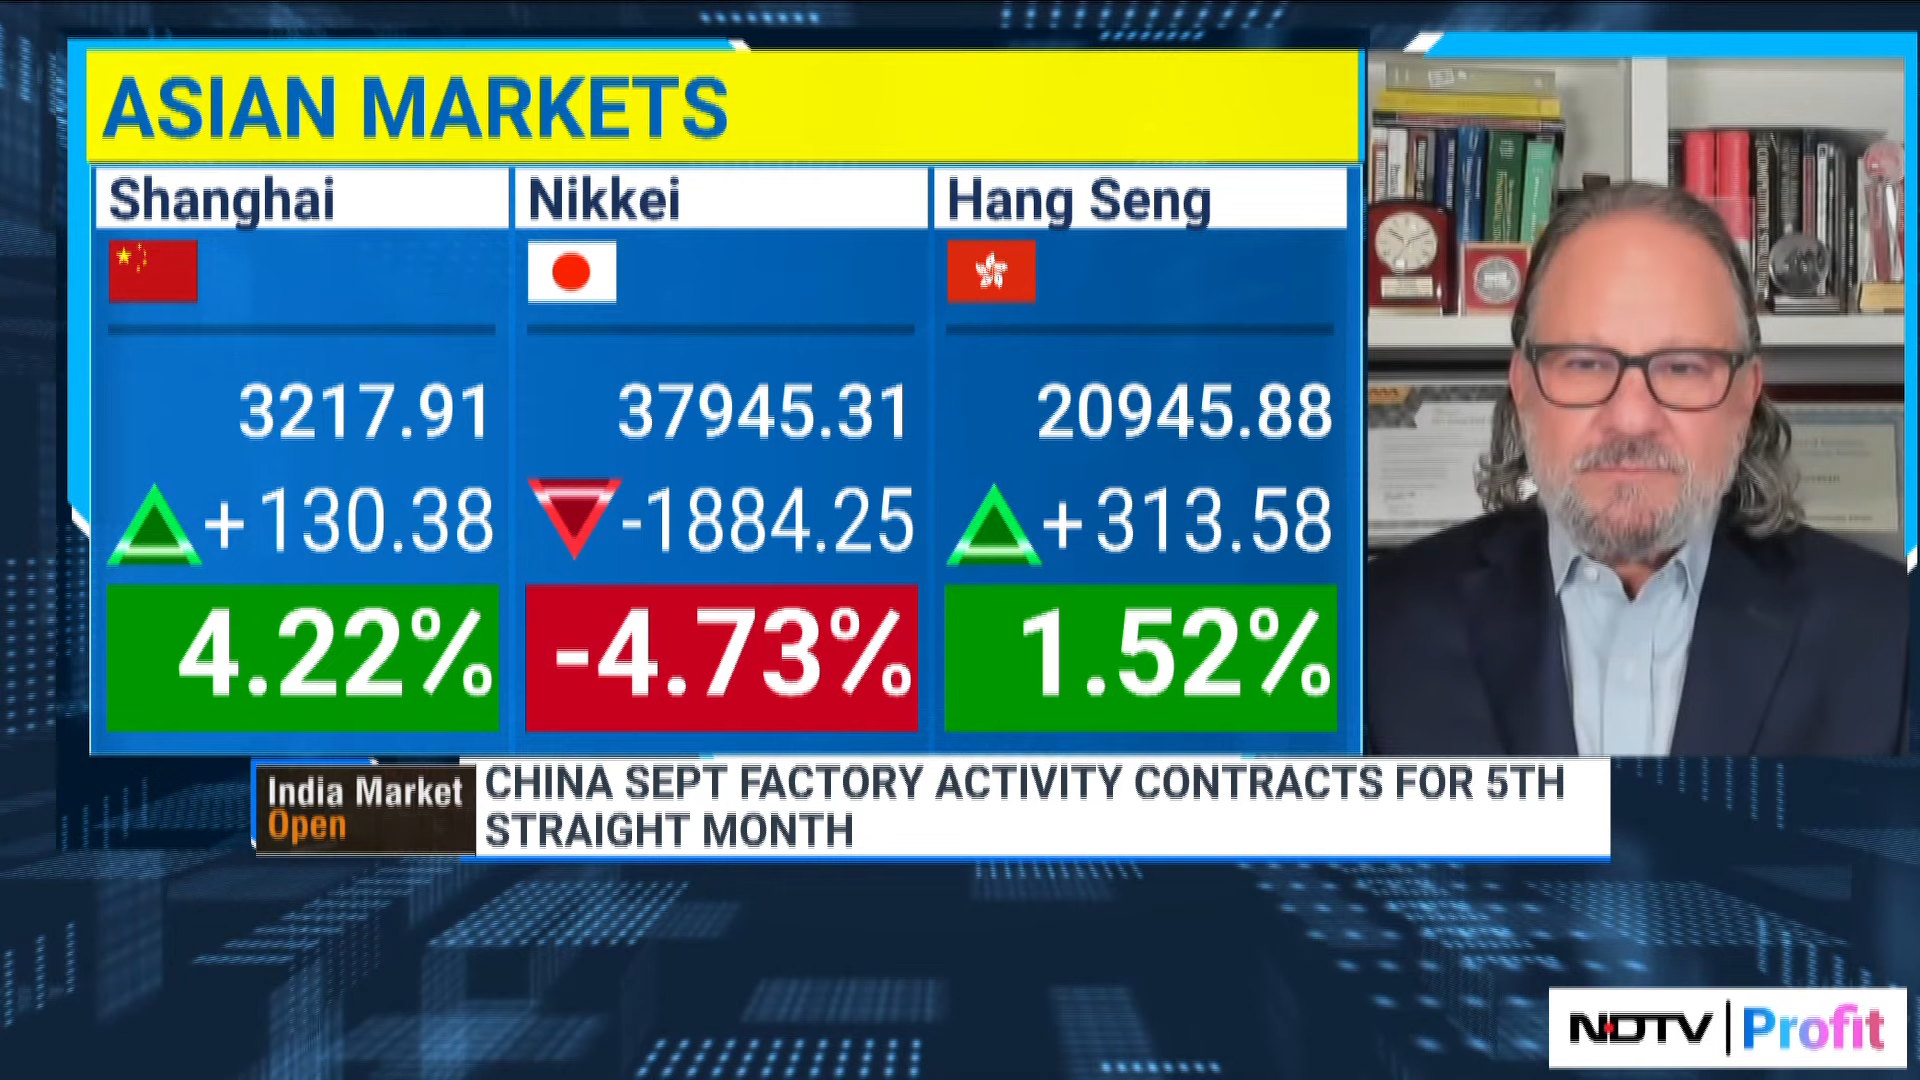 ASIAN MARKETS
Shanghai
3217.91
+130.38
4.22%
Nikkei
37945.31
-1884.25
-4.73%
Hang Seng
20945.88
+313.58
1.52%
India Market
Open
CHINA SEPT FACTORY ACTIVITY CONTRACTS FOR 5TH
STRAIGHT MONTH
NDTV Profit